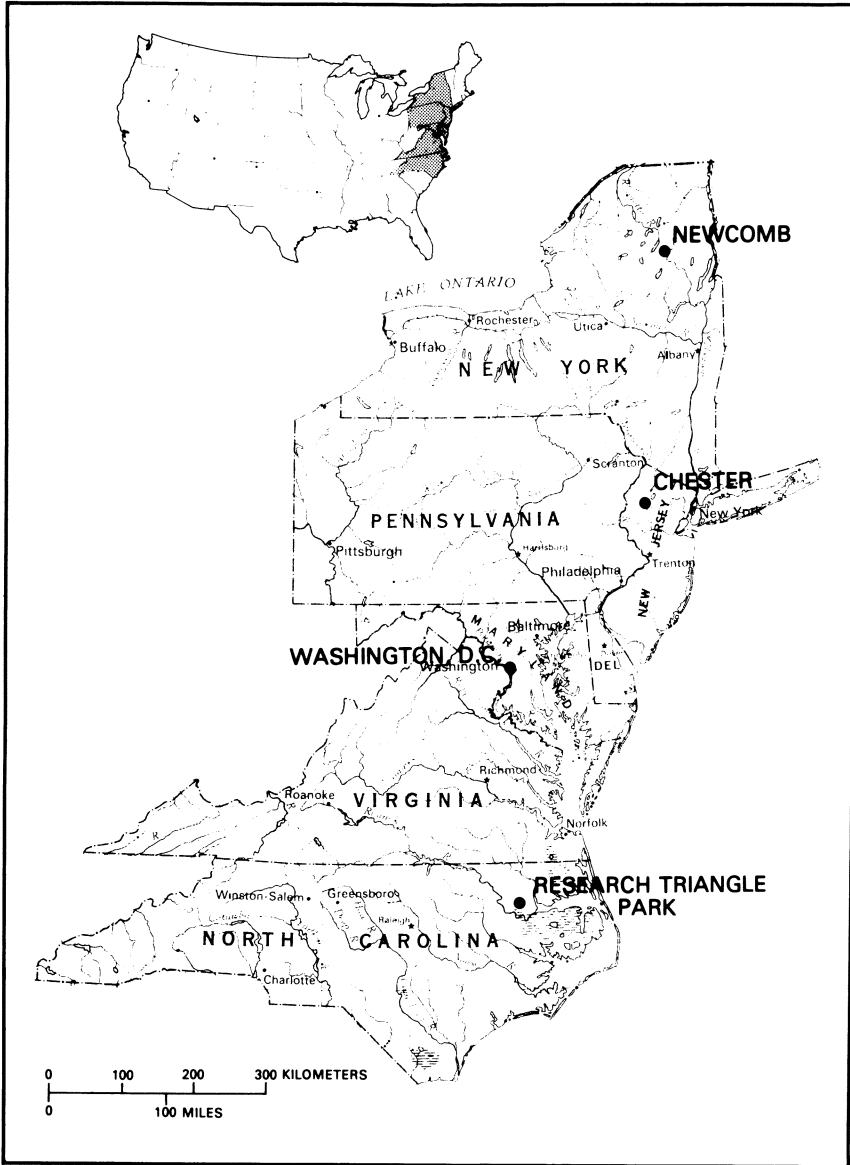 NEWCOMB
LAKE ONTARIO
Rochester
Utica
Buffalo
Albany
NEW YORK
Scranton
CHESTER
PENNSYLVANIA
New York
NEW JERSEY
Pittsburgh
Harrisburg
Trenton
Philadelphia
MARYLAND
Baltimore
WASHINGTON, D.C.
Washington
DEL
Richmond
Roanoke
VIRGINIA
R
Norfolk
RESEARCH TRIANGLE
PARK
Winston-Salem
Greensboro
Raleigh
NORTH CAROLINA
Charlotte
0 100 200 300 KILOMETERS
0 100 MILES